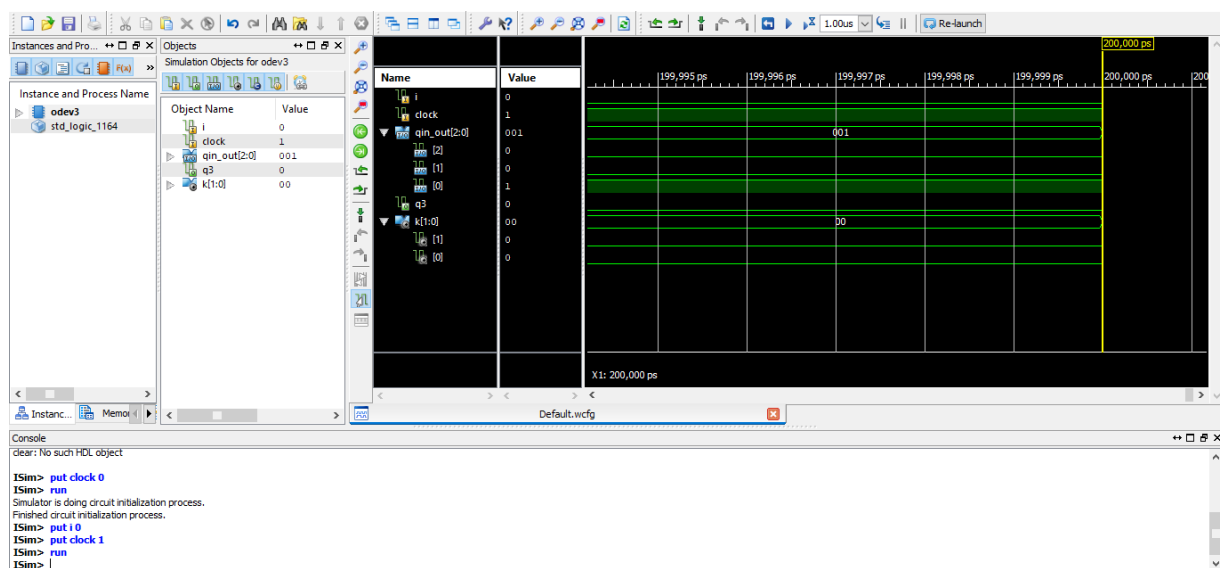 1.00us
Re-launch
Instances and Pro...
F(x)
»
Instance and Process Name
odev3
std_logic_1164
Instanc...
Memor
Objects
Simulation Objects for odev3
Object Name Value
i 0
clock 1
qin_out[2:0] 001
q3 0
k[1:0] 00
Name Value
i 0
clock 1
qin_out[2:0] 001
[2] 0
[1] 0
[0] 1
q3 0
k[1:0] 00
[1] 0
[0] 0
200,000 ps
199,995 ps 199,996 ps 199,997 ps 199,998 ps 199,999 ps 200,000 ps 200
001
00
X1: 200,000 ps
Default.wcfg
Console
clear: No such HDL object
ISim> put clock 0
ISim> run
Simulator is doing circuit initialization process.
Finished circuit initialization process.
ISim> put i 0
ISim> put clock 1
ISim> run
ISim>